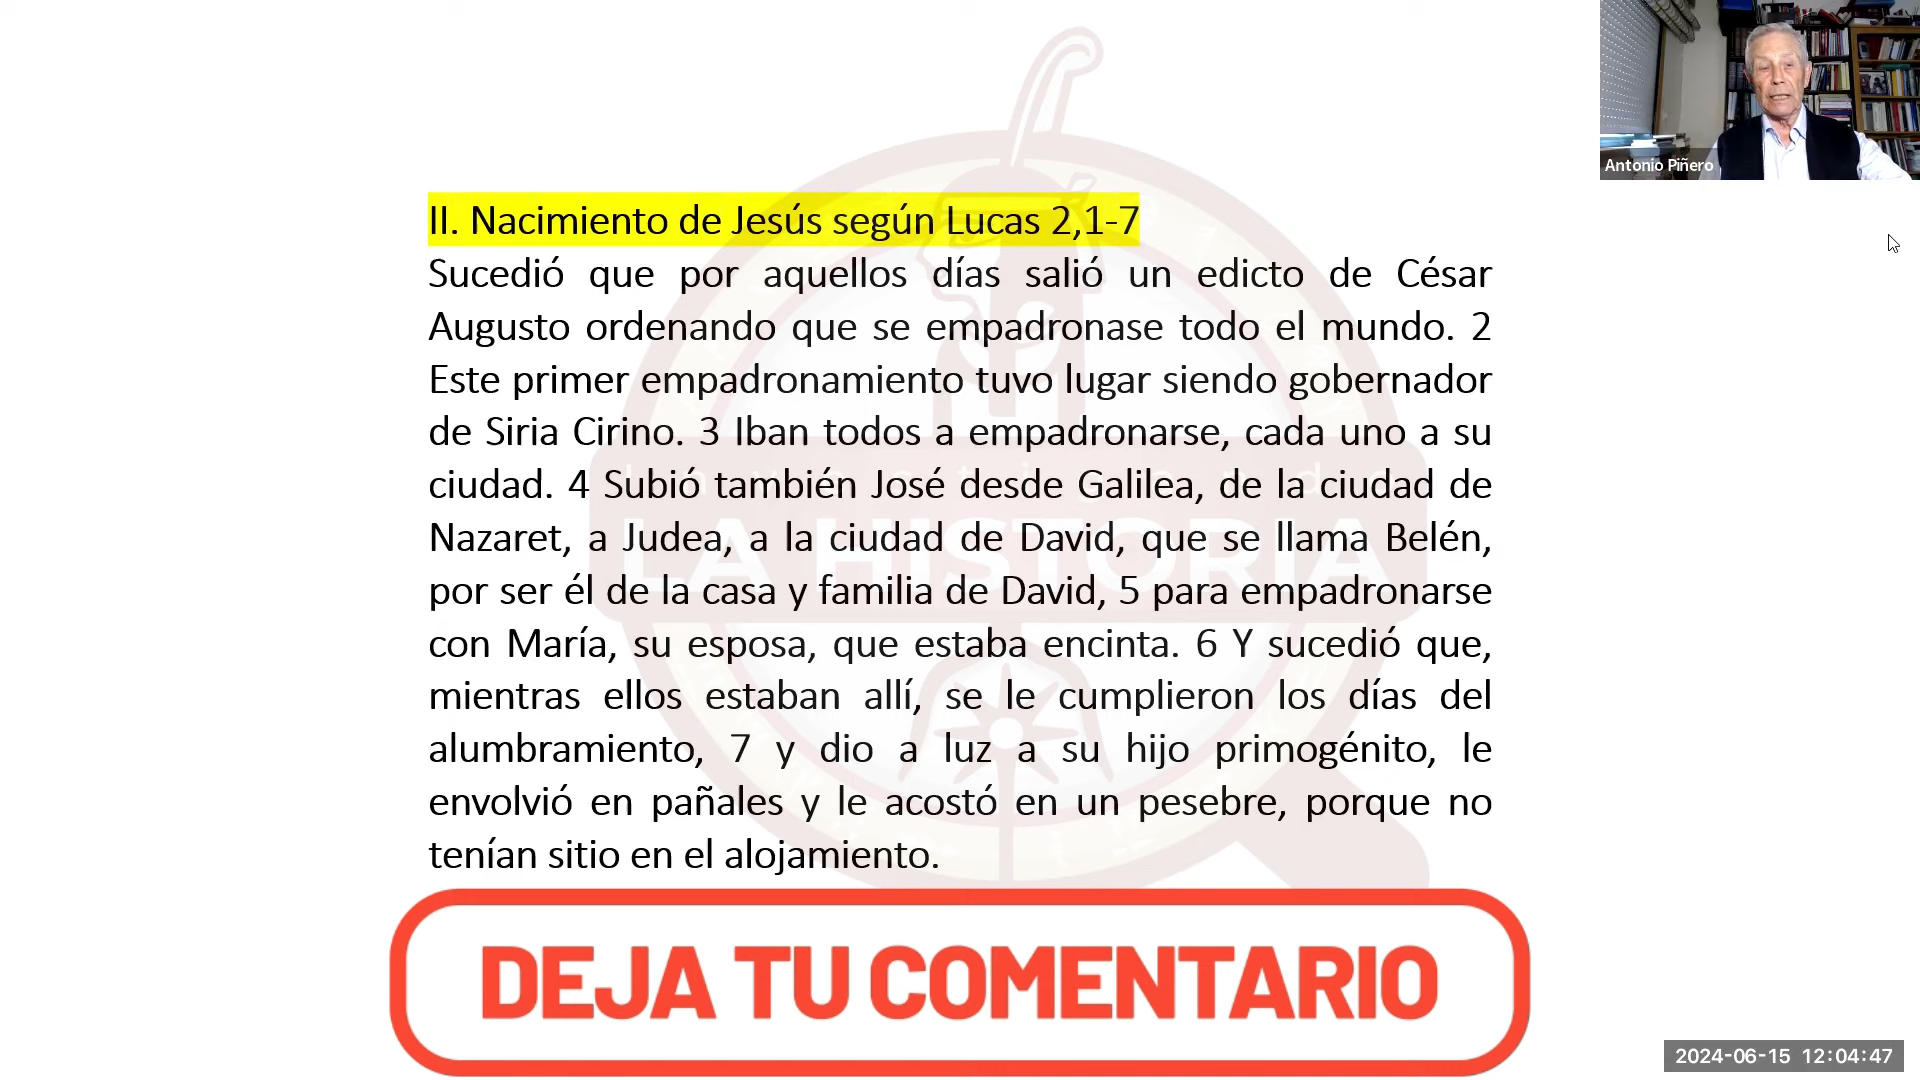 II. Nacimiento de Jesús según Lucas 2,1-7
Sucedió que por aquellos días salió un edicto de César
Augusto ordenando que se empadronase todo el mundo. 2
Este primer empadronamiento tuvo lugar siendo gobernador
de Siria Cirino. 3 Iban todos a empadronarse, cada uno a su
ciudad. 4 Subió también José desde Galilea, de la ciudad de
Nazaret, a Judea, a la ciudad de David, que se llama Belén,
por ser él de la casa y familia de David, 5 para empadronarse
con María, su esposa, que estaba encinta. 6 Y sucedió que,
mientras ellos estaban allí, se le cumplieron los días del
alumbramiento, 7 y dio a luz a su hijo primogénito, le
envolvió en pañales y le acostó en un pesebre, porque no
tenían sitio en el alojamiento.
LA HISTORIA
DEJA TU COMENTARIO
Antonio Piñero
2024-06-15 12:04:47